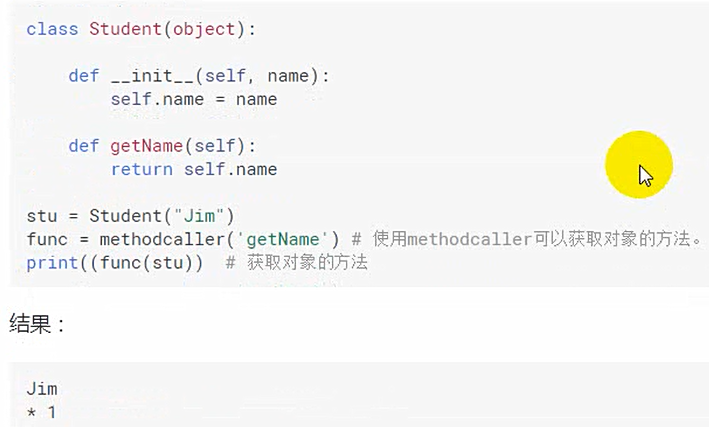 class Student(object):
def __init__(self, name):
self.name = name
def getName(self):
return self.name
stu = Student("Jim")
func = methodcaller('getName') # 使用methodcaller可以获取对象的方法。
print((func(stu))  # 获取对象的方法
结果：
Jim
* 1